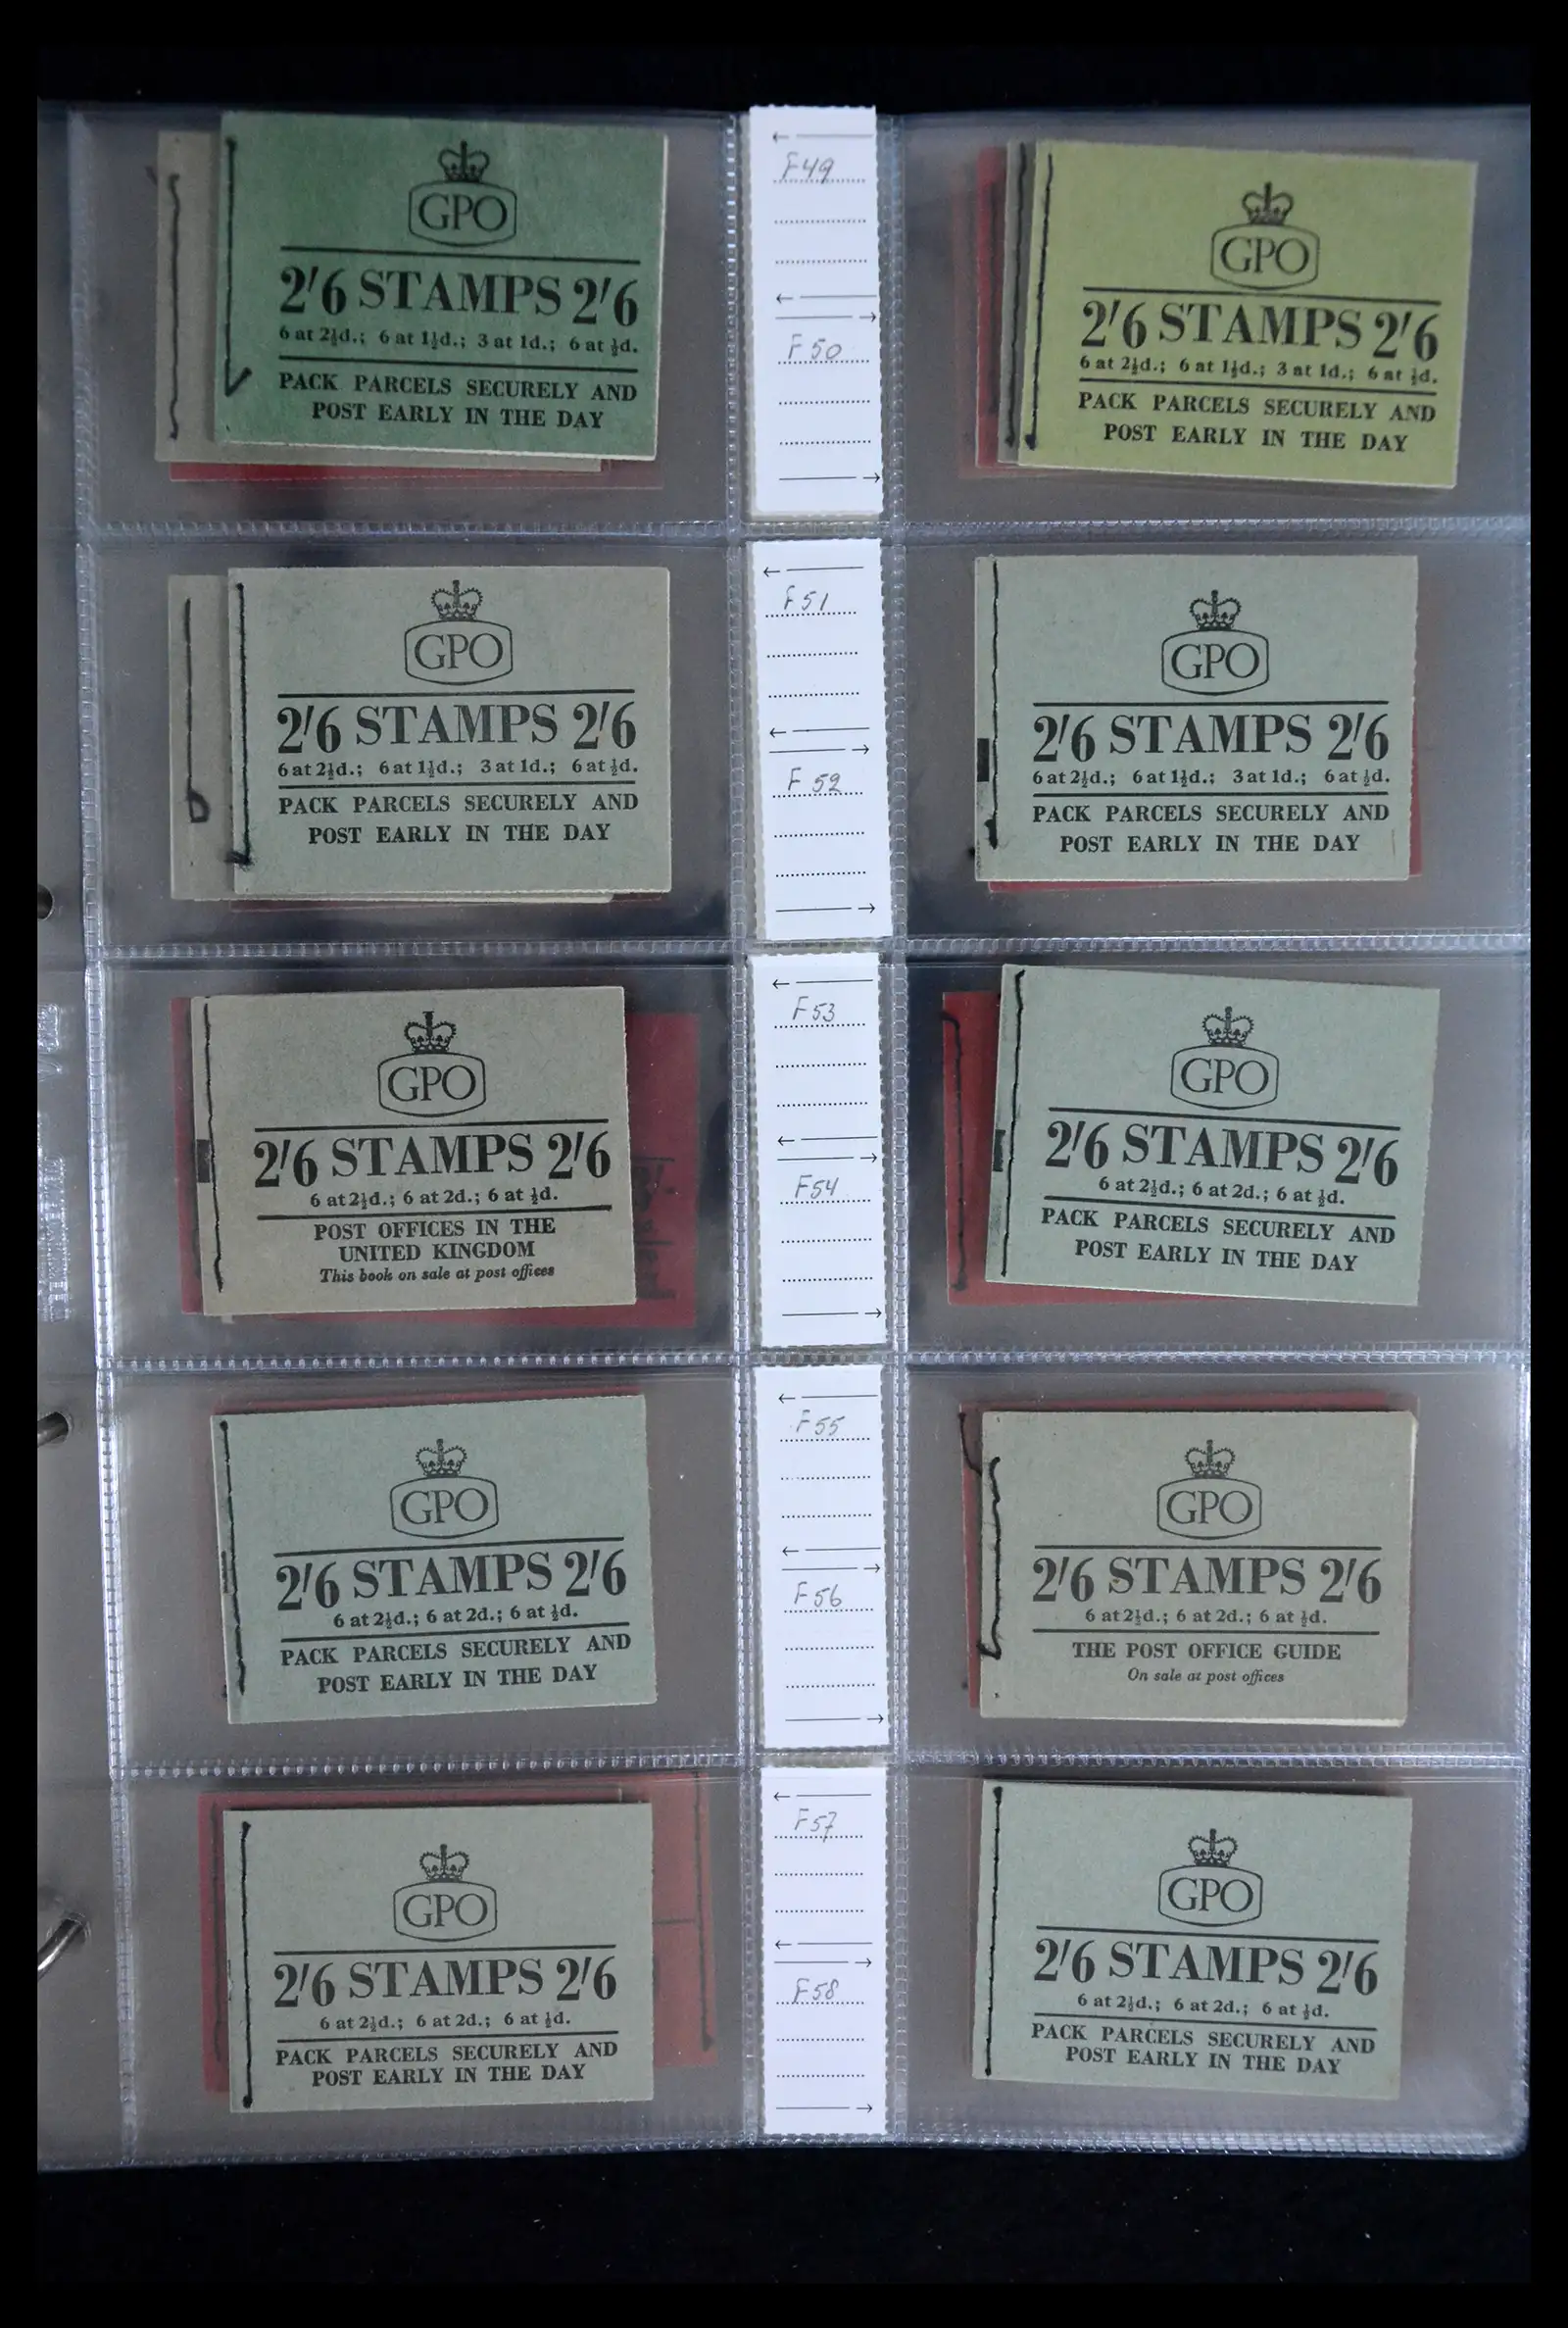 GPO
2/6 STAMPS 2/6
6 at 2½d.; 6 at 1½d.; 3 at 1d.; 6 at ½d.
PACK PARCELS SECURELY AND
POST EARLY IN THE DAY
F49
F50
GPO
2/6 STAMPS 2/6
6 at 2½d.; 6 at 1½d.; 3 at 1d.; 6 at ½d.
PACK PARCELS SECURELY AND
POST EARLY IN THE DAY
GPO
2/6 STAMPS 2/6
6 at 2½d.; 6 at 1½d.; 3 at 1d.; 6 at ½d.
PACK PARCELS SECURELY AND
POST EARLY IN THE DAY
F51
F52
GPO
2/6 STAMPS 2/6
6 at 2½d.; 6 at 1½d.; 3 at 1d.; 6 at ½d.
PACK PARCELS SECURELY AND
POST EARLY IN THE DAY
GPO
2/6 STAMPS 2/6
6 at 2½d.; 6 at 2d.; 6 at ½d.
POST OFFICES IN THE
UNITED KINGDOM
This book on sale at post offices
F53
F54
GPO
2/6 STAMPS 2/6
6 at 2½d.; 6 at 2d.; 6 at ½d.
PACK PARCELS SECURELY AND
POST EARLY IN THE DAY
GPO
2/6 STAMPS 2/6
6 at 2½d.; 6 at 2d.; 6 at ½d.
PACK PARCELS SECURELY AND
POST EARLY IN THE DAY
F55
F56
GPO
2/6 STAMPS 2/6
6 at 2½d.; 6 at 2d.; 6 at ½d.
THE POST OFFICE GUIDE
On sale at post offices
GPO
2/6 STAMPS 2/6
6 at 2½d.; 6 at 2d.; 6 at ½d.
PACK PARCELS SECURELY AND
POST EARLY IN THE DAY
F57
F58
GPO
2/6 STAMPS 2/6
6 at 2½d.; 6 at 2d.; 6 at ½d.
PACK PARCELS SECURELY AND
POST EARLY IN THE DAY